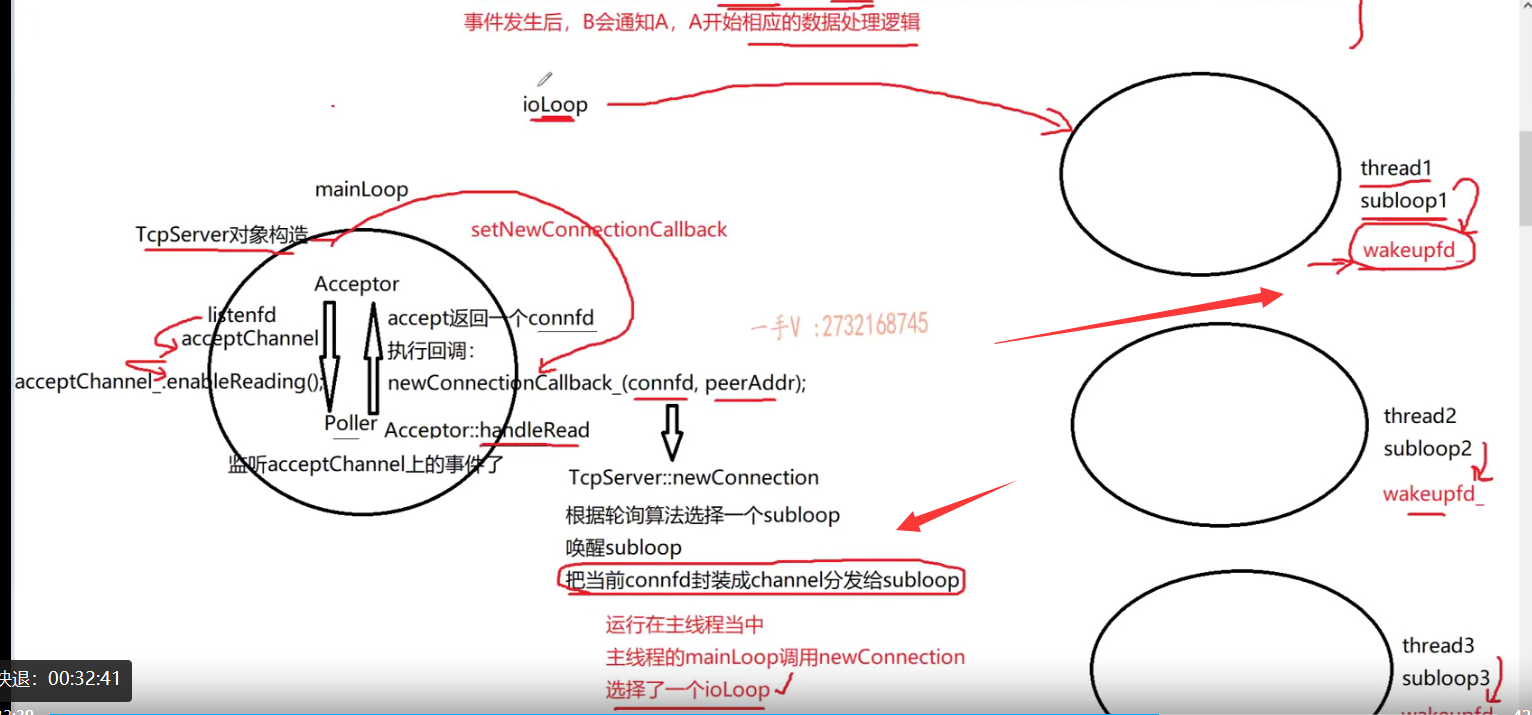 事件发生后，B会通知A，A开始相应的数据处理逻辑
ioLoop
mainLoop
TcpServer对象构造
setNewConnectionCallback
Acceptor
listenfd
acceptChannel
accept返回一个connfd
执行回调：
acceptChannel_.enableReading();
newConnectionCallback_(connfd, peerAddr);
Poller
Acceptor::handleRead
监听acceptChannel上的事件了
TcpServer::newConnection
根据轮询算法选择一个subloop
唤醒subloop
把当前connfd封装成channel分发给subloop
运行在主线程当中
主线程的mainLoop调用newConnection
选择了一个ioLoop
thread1
subloop1
wakeupfd_
一手V :2732168745
thread2
subloop2
wakeupfd_
thread3
subloop3
wakeupfd_
快退：00:32:41